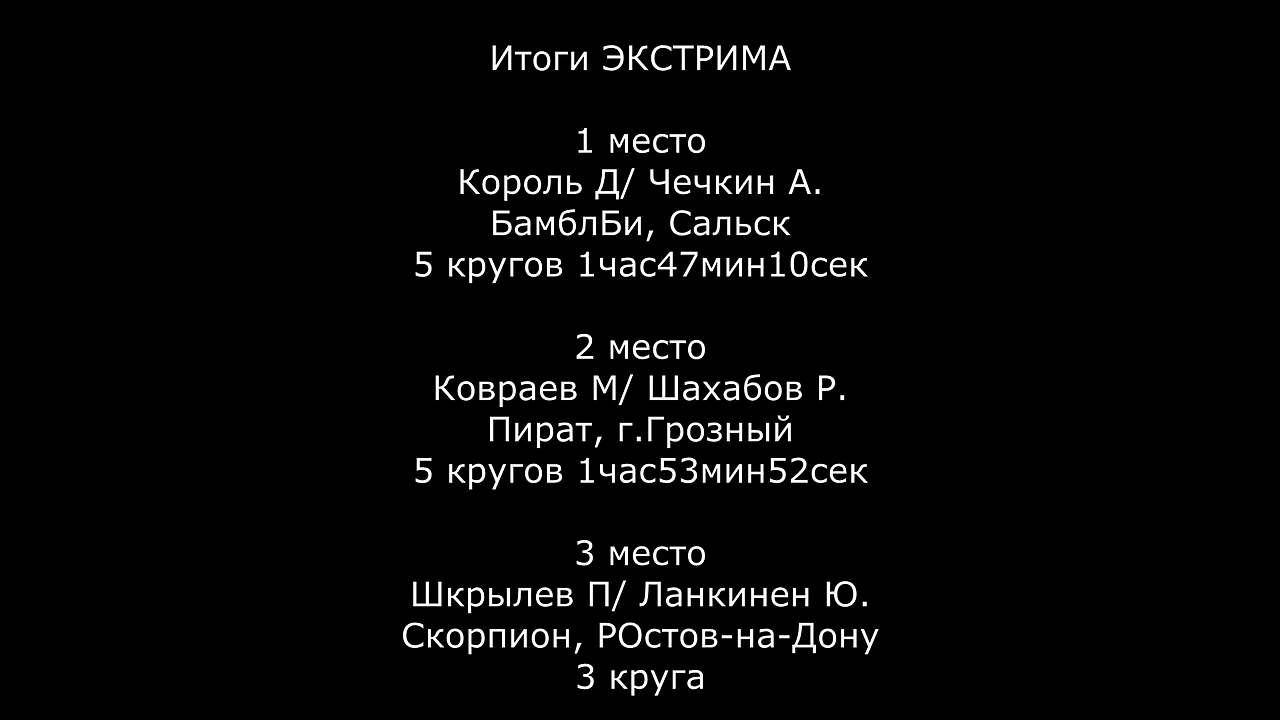 Итоги ЭКСТРИМА
1 место
Король Д/ Чечкин А.
БамблБи, Сальск
5 кругов 1час47мин10сек
2 место
Ковраев М/ Шахабов Р.
Пират, г.Грозный
5 кругов 1час53мин52сек
3 место
Шкрылев П/ Ланкинен Ю.
Скорпион, РОстов-на-Дону
3 круга